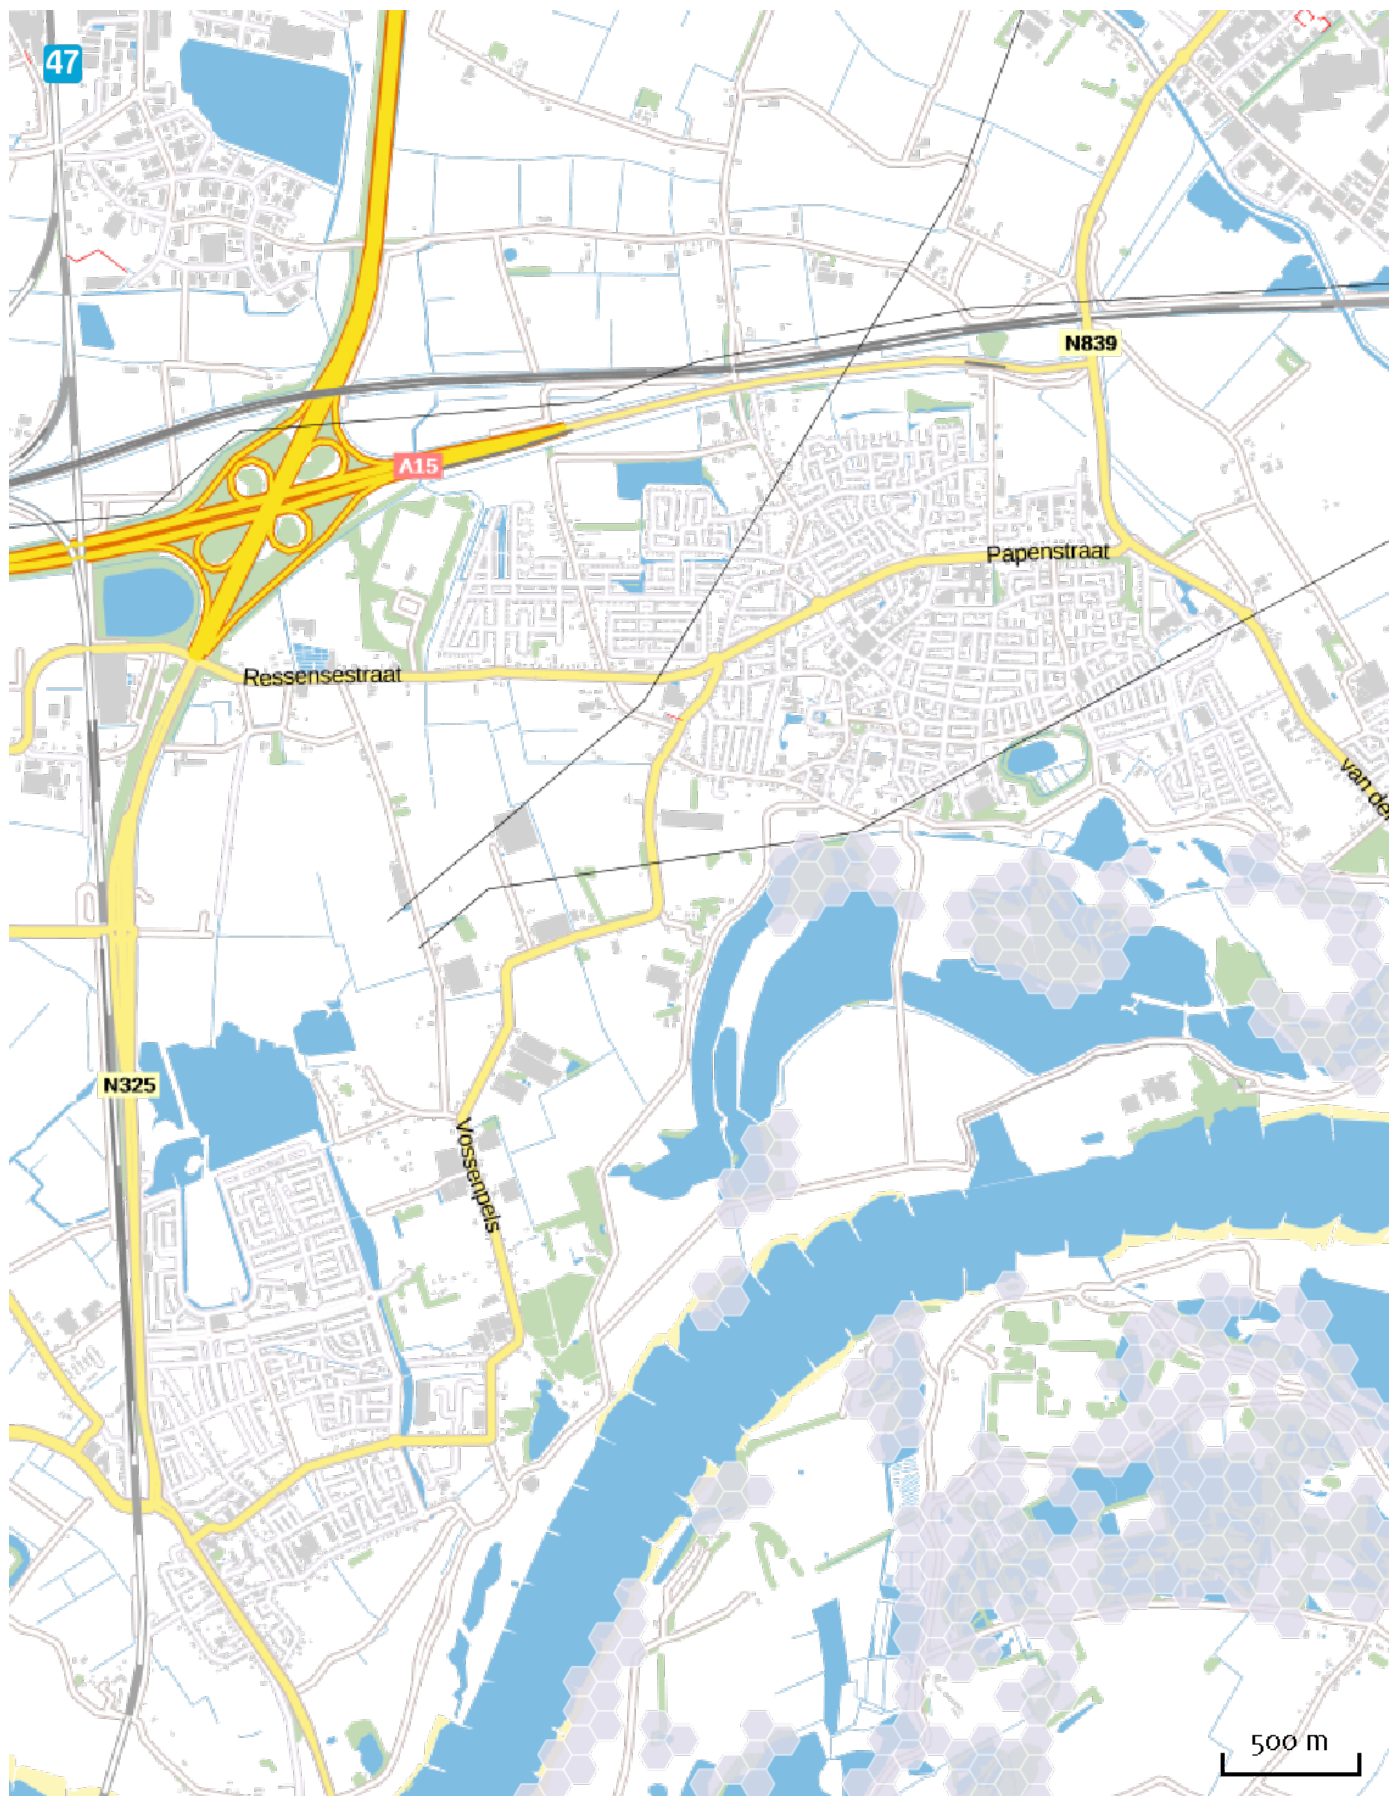 47
N839
A15
Papenstraat
Ressensestraat
van de
N325
Vossenpels
500 m